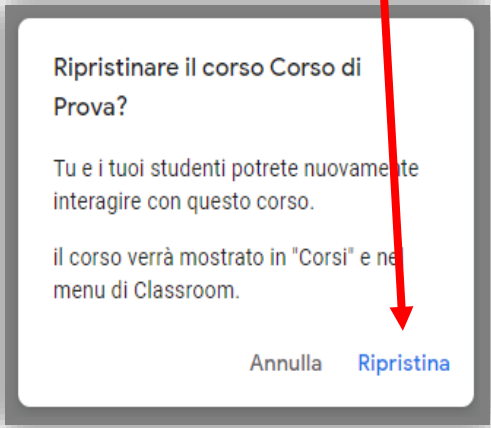 Ripristinare il corso Corso di
Prova?
Tu e i tuoi studenti potrete nuovamente
interagire con questo corso.
il corso verrà mostrato in "Corsi" e nel
menu di Classroom.
Annulla Ripristina